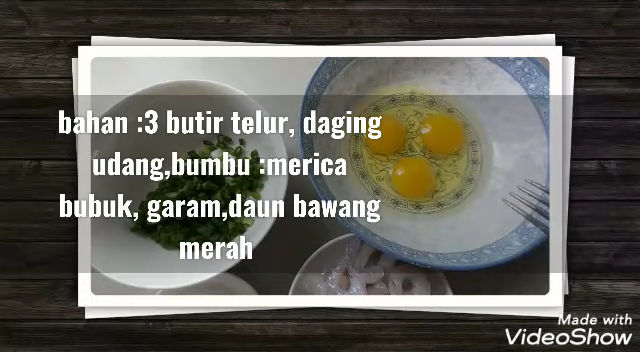 bahan :3 butir telur, daging
udang,bumbu :merica
bubuk, garam,daun bawang
merah
Made with
VideoShow